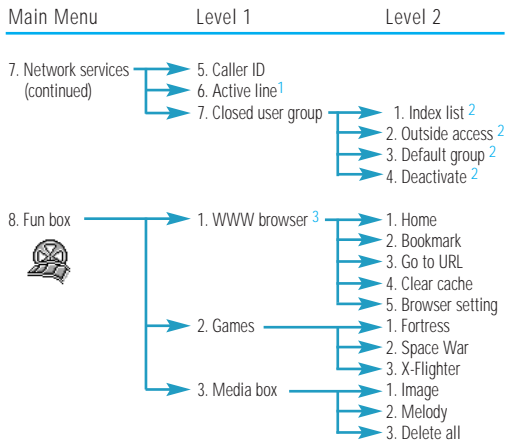 Main Menu Level 1 Level 2
7. Network services 5. Caller ID
(continued) 6. Active line1
7. Closed user group 1. Index list 2
2. Outside access 2
3. Default group 2
4. Deactivate 2
8. Fun box 1. WWW browser 3 1. Home
2. Bookmark
3. Go to URL
4. Clear cache
5. Browser setting
2. Games 1. Fortress
2. Space War
3. X-Flighter
3. Media box 1. Image
2. Melody
3. Delete all